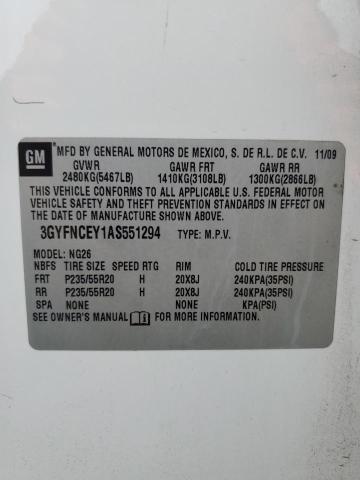 GM MFD BY GENERAL MOTORS DE MEXICO, S. DE R.L. DE C.V. 11/09
GVWR GAWR FRT GAWR RR
2480KG(5467LB) 1410KG(3108LB) 1300KG(2866LB)
THIS VEHICLE CONFORMS TO ALL APPLICABLE U.S. FEDERAL MOTOR
VEHICLE SAFETY AND THEFT PREVENTION STANDARDS IN EFFECT ON
THE DATE OF MANUFACTURE SHOWN ABOVE.
3GYFNCEY1AS551294 TYPE: M.P.V.
MODEL: NG26
NBFS TIRE SIZE SPEED RTG RIM COLD TIRE PRESSURE
FRT P235/55R20 H 20X8J 240KPA(35PSI)
RR P235/55R20 H 20X8J 240KPA(35PSI)
SPA NONE NONE KPA(PSI)
SEE OWNER'S MANUAL FOR MORE INFORMATION.